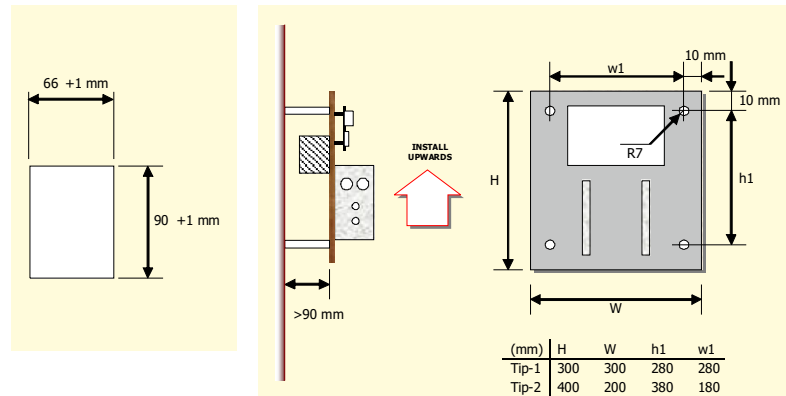 66 +1 mm
90 +1 mm
>90 mm
INSTALL
UPWARDS
10 mm
w1
10 mm
R7
H
h1
W
(mm) H W h1 w1
Tip-1 300 300 280 280
Tip-2 400 200 380 180